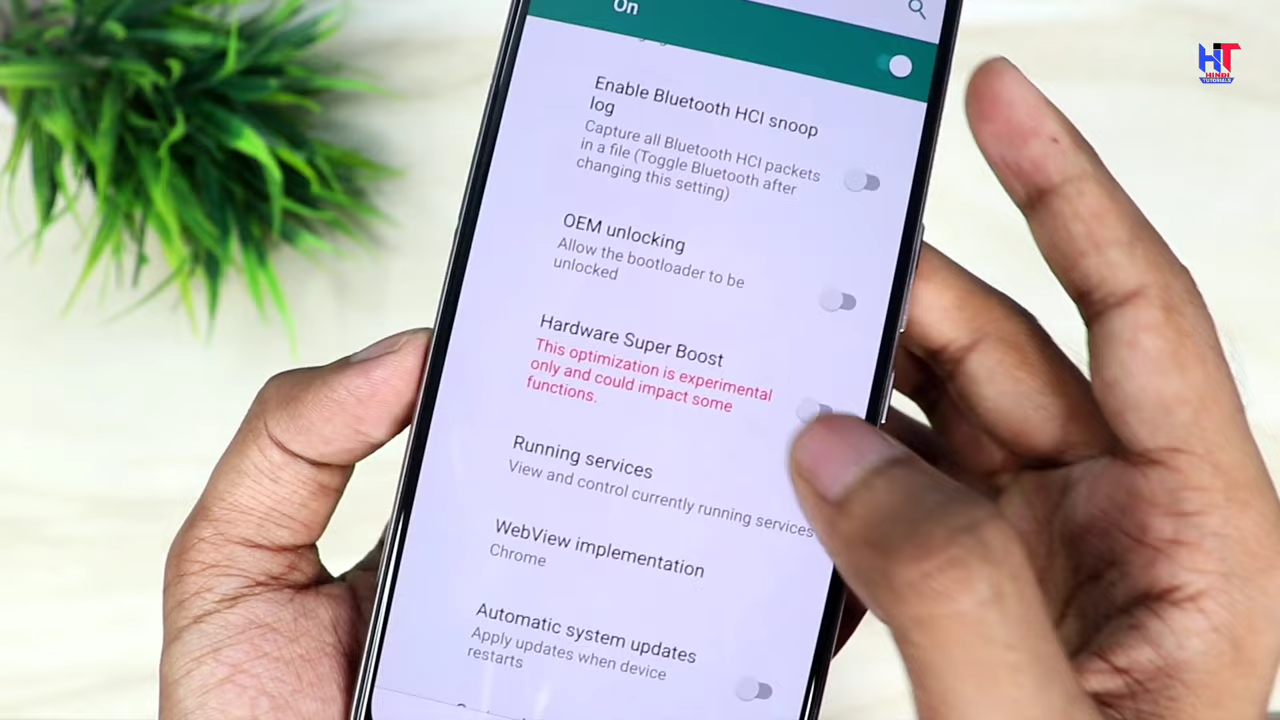 On
HT
HINDI
TUTORIALS
Enable Bluetooth HCI snoop
log
Capture all Bluetooth HCI packets
in a file (Toggle Bluetooth after
changing this setting)
OEM unlocking
Allow the bootloader to be
unlocked
Hardware Super Boost
This optimization is experimental
only and could impact some
functions.
Running services
View and control currently running services
WebView implementation
Chrome
Automatic system updates
Apply updates when device
restarts